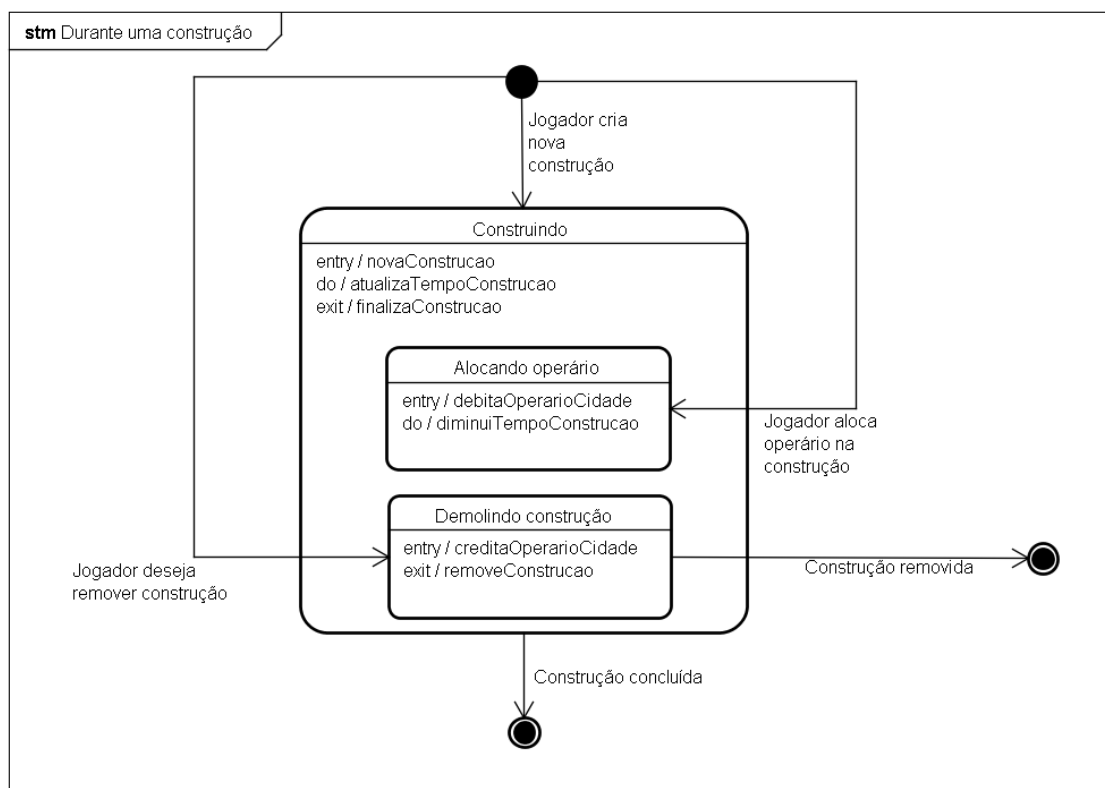 stm Durante uma construção
Jogador cria
nova
construção
Construindo
entry / novaConstrucao
do / atualizaTempoConstrucao
exit / finalizaConstrucao
Alocando operário
entry / debitaOperarioCidade
do / diminuiTempoConstrucao
Jogador aloca
operário na
construção
Demolindo construção
entry / creditaOperarioCidade
exit / removeConstrucao
Jogador deseja
remover construção
Construção removida
Construção concluída